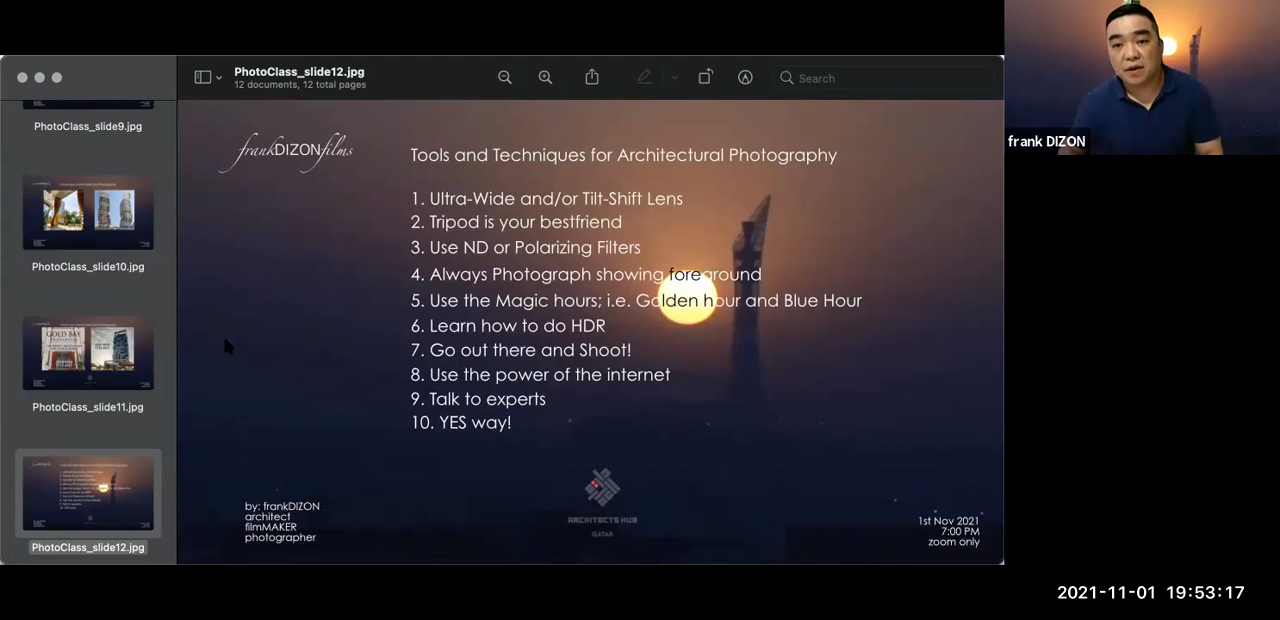 PhotoClass_slide12.jpg
12 documents, 12 total pages
Search
frank DIZON
PhotoClass_slide9.jpg
PhotoClass_slide10.jpg
GOLD BAY
PhotoClass_slide11.jpg
PhotoClass_slide12.jpg
frankDIZONfilms
Tools and Techniques for Architectural Photography
1. Ultra-Wide and/or Tilt-Shift Lens
2. Tripod is your bestfriend
3. Use ND or Polarizing Filters
4. Always Photograph showing foreground
5. Use the Magic hours; i.e. Golden hour and Blue Hour
6. Learn how to do HDR
7. Go out there and Shoot!
8. Use the power of the internet
9. Talk to experts
10. YES way!
by: frankDIZON
architect
filmMAKER
photographer
ARCHITECTS HUB
QATAR
1st Nov 2021
7:00 PM
zoom only
2021-11-01 19:53:17